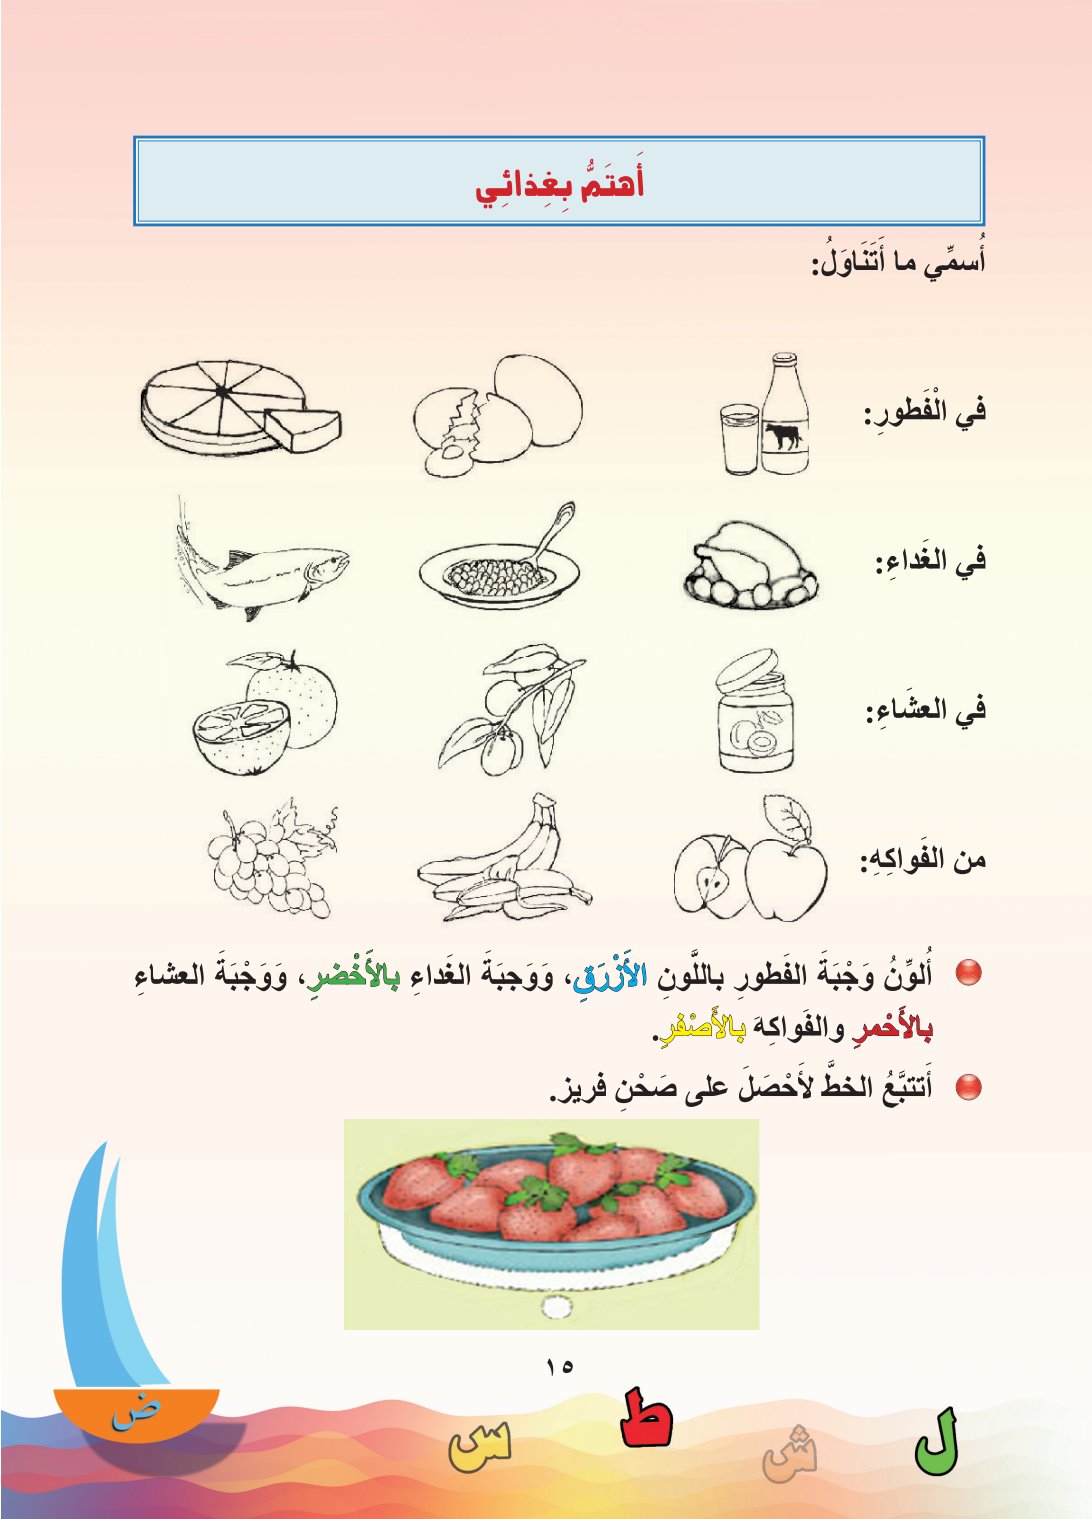 أَهتَمُّ بِغِذائِي
أُسمِّي ما أَتَنَاوَلُ:
في الْفَطورِ:
في الغَداءِ:
في العشَاءِ:
من الفَواكِهِ:
أُلوِّنُ وَجْبَةَ الفَطورِ باللَّونِ الأَزْرَقِ، وَوَجبَةَ الغَداءِ بالأَخْضرِ، وَوَجْبَةَ العشاءِ
بالأَحْمرِ والفَواكِهَ بالأَصْفرِ.
أَتتبَّعُ الخطَّ لأَحْصَلَ على صَحْنِ فريز.
١٥
ل ش ط س ض